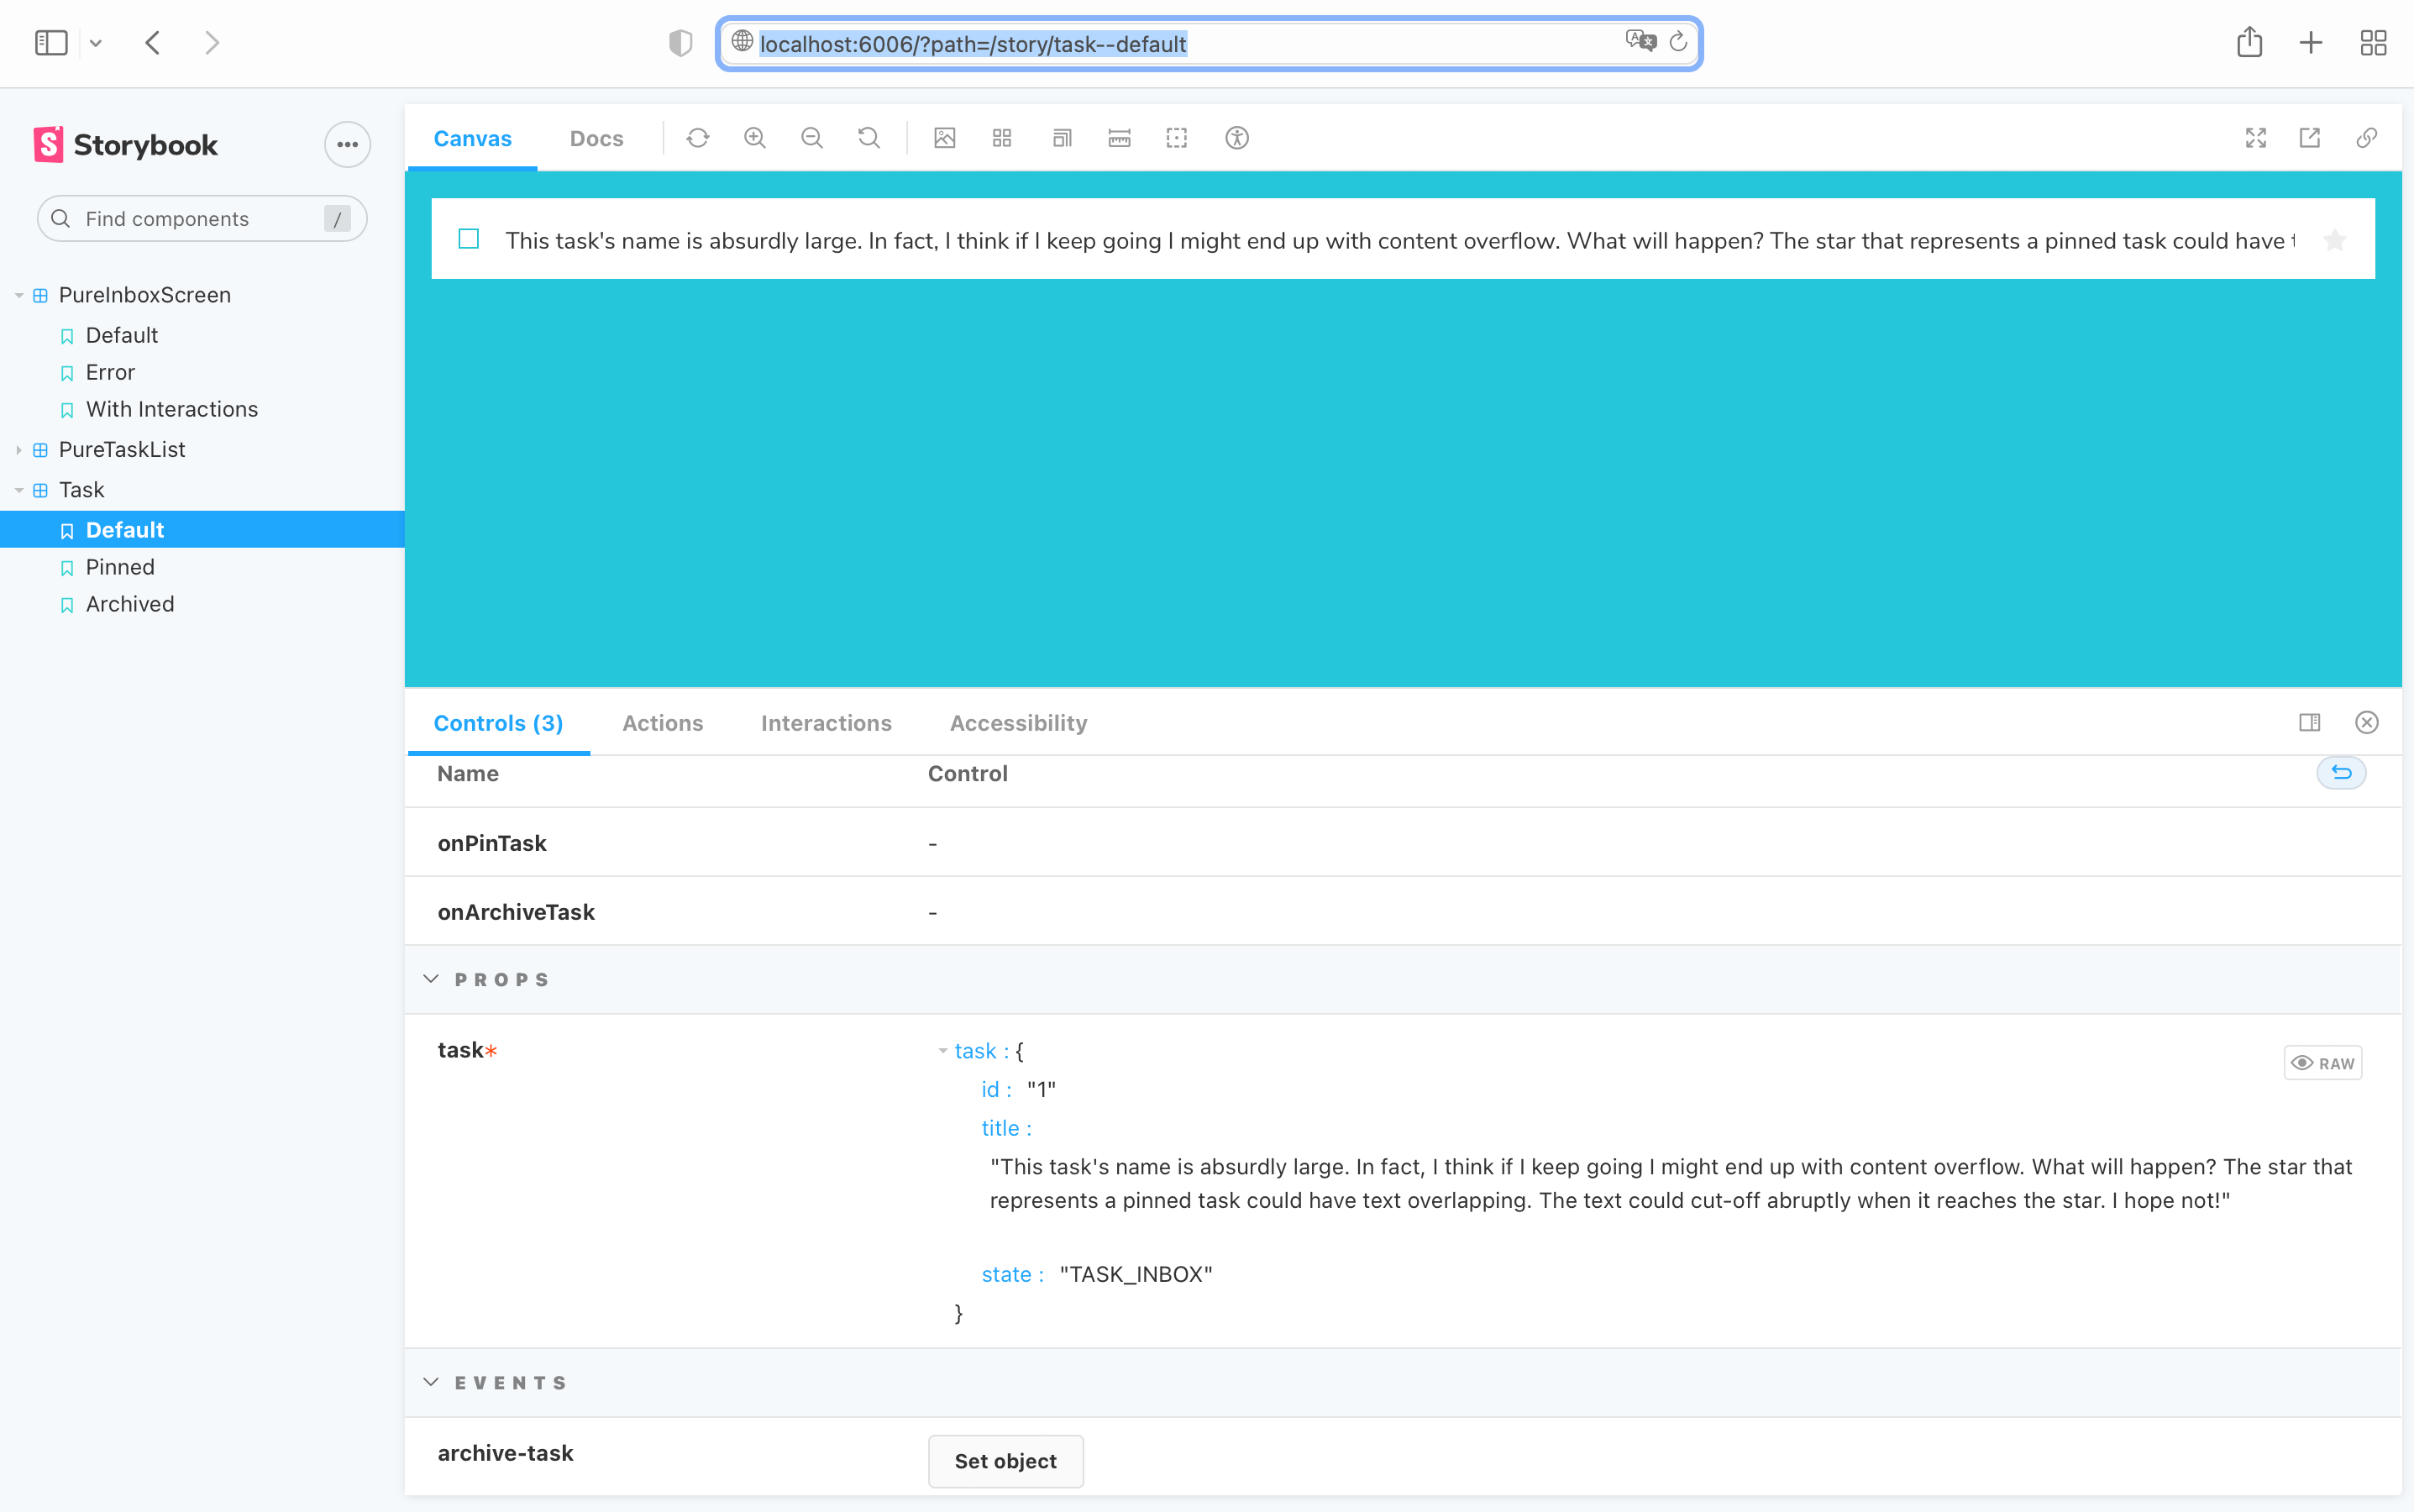 localhost:6006/?path=/story/task--default
Storybook
Find components /
PureInboxScreen
Default
Error
With Interactions
PureTaskList
Task
Default
Pinned
Archived
Canvas Docs
This task's name is absurdly large. In fact, I think if I keep going I might end up with content overflow. What will happen? The star that represents a pinned task could have t
Controls (3) Actions Interactions Accessibility
Name Control
onPinTask -
onArchiveTask -
PROPS
task* task : {
RAW
id : "1"
title :
"This task's name is absurdly large. In fact, I think if I keep going I might end up with content overflow. What will happen? The star that
represents a pinned task could have text overlapping. The text could cut-off abruptly when it reaches the star. I hope not!"
state : "TASK_INBOX"
}
EVENTS
archive-task Set object